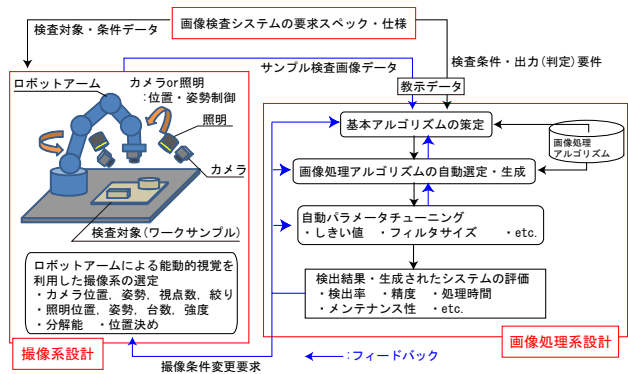 画像検査システムの要求スペック・仕様
検査対象・条件データ
検査条件・出力(判定)要件
サンプル検査画像データ
教示データ
ロボットアーム
カメラor照明
:位置・姿勢制御
照明
カメラ
検査対象(ワークサンプル)
ロボットアームによる能動的視覚を
利用した撮像系の選定
・カメラ位置，姿勢，視点数，絞り
・照明位置，姿勢，台数，強度
・分解能 ・位置決め
撮像系設計
基本アルゴリズムの策定
画像処理
アルゴリズム
画像処理アルゴリズムの自動選定・生成
自動パラメータチューニング
・しきい値 ・フィルタサイズ ・etc.
検出結果・生成されたシステムの評価
・検出率 ・精度 ・処理時間
・メンテナンス性 ・etc.
画像処理系設計
撮像条件変更要求
:フィードバック